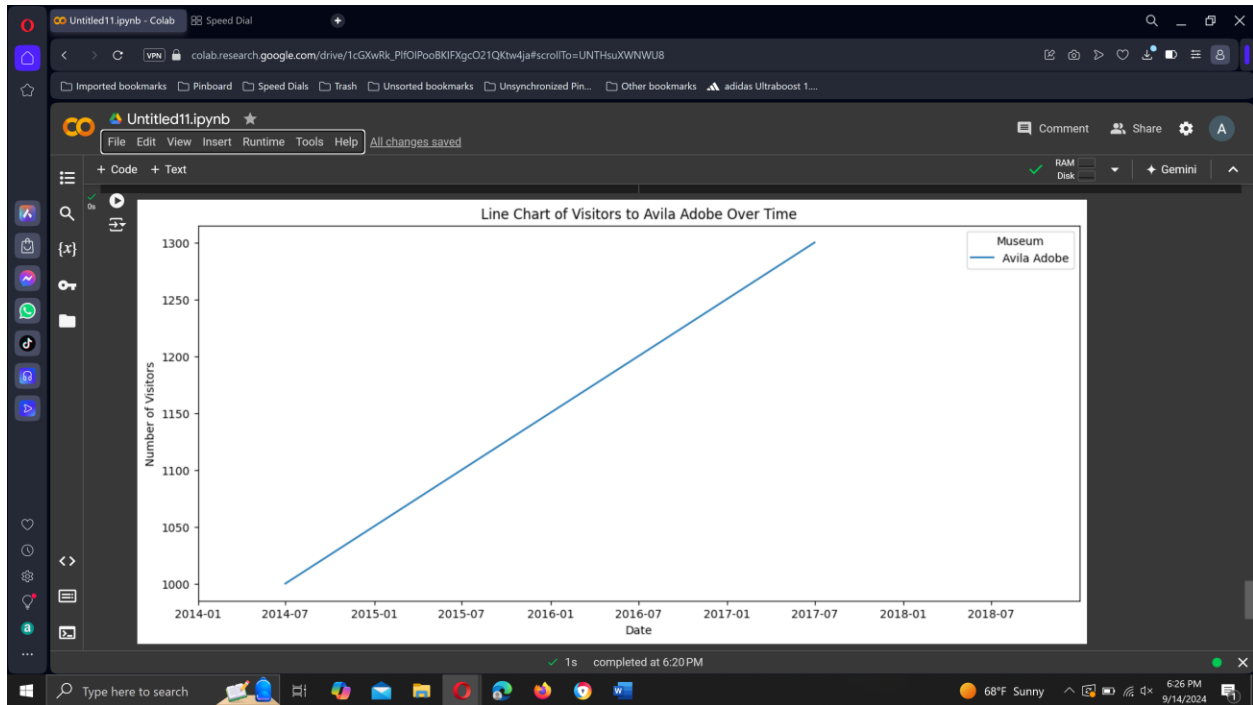 Untitled11.ipynb - Colab Speed Dial
VPN colab.research.google.com/drive/1cGXwRk_PlfOlPooBKIFXgcO21QKtw4ja#scrollTo=UNTHsuXWNWU8
Imported bookmarks Pinboard Speed Dials Trash Unsorted bookmarks Unsynchronized Pin... Other bookmarks adidas Ultraboost 1....
CO Untitled11.ipynb
File Edit View Insert Runtime Tools Help All changes saved
Comment Share A
+ Code + Text
RAM
Disk
Gemini
0s
{x}
Line Chart of Visitors to Avila Adobe Over Time
Museum
Avila Adobe
Number of Visitors
1300
1250
1200
1150
1100
1050
1000
2014-01 2014-07 2015-01 2015-07 2016-01 2016-07 2017-01 2017-07 2018-01 2018-07
Date
1s completed at 6:20 PM
Type here to search
68°F Sunny
6:26 PM
9/14/2024